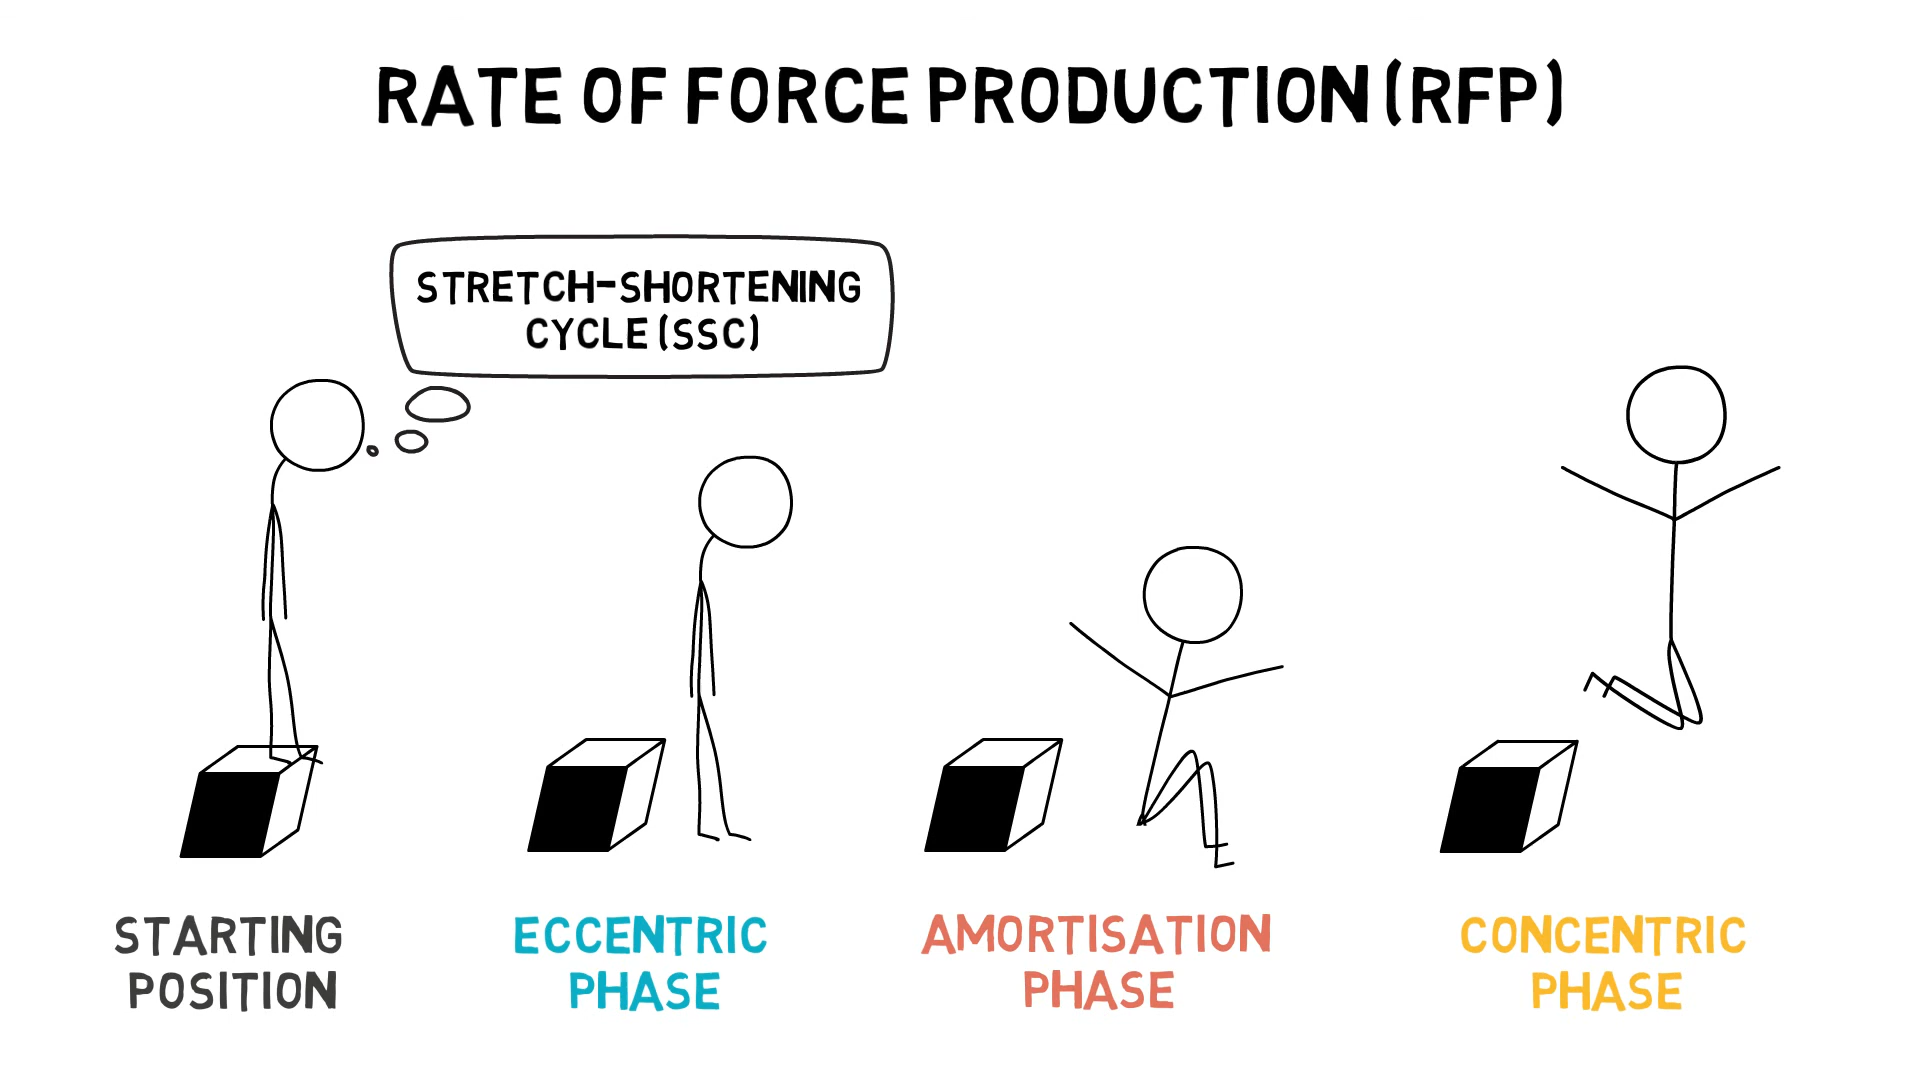 RATE OF FORCE PRODUCTION (RFP)
STRETCH-SHORTENING
CYCLE (SSC)
STARTING
POSITION
ECCENTRIC
PHASE
AMORTISATION
PHASE
CONCENTRIC
PHASE